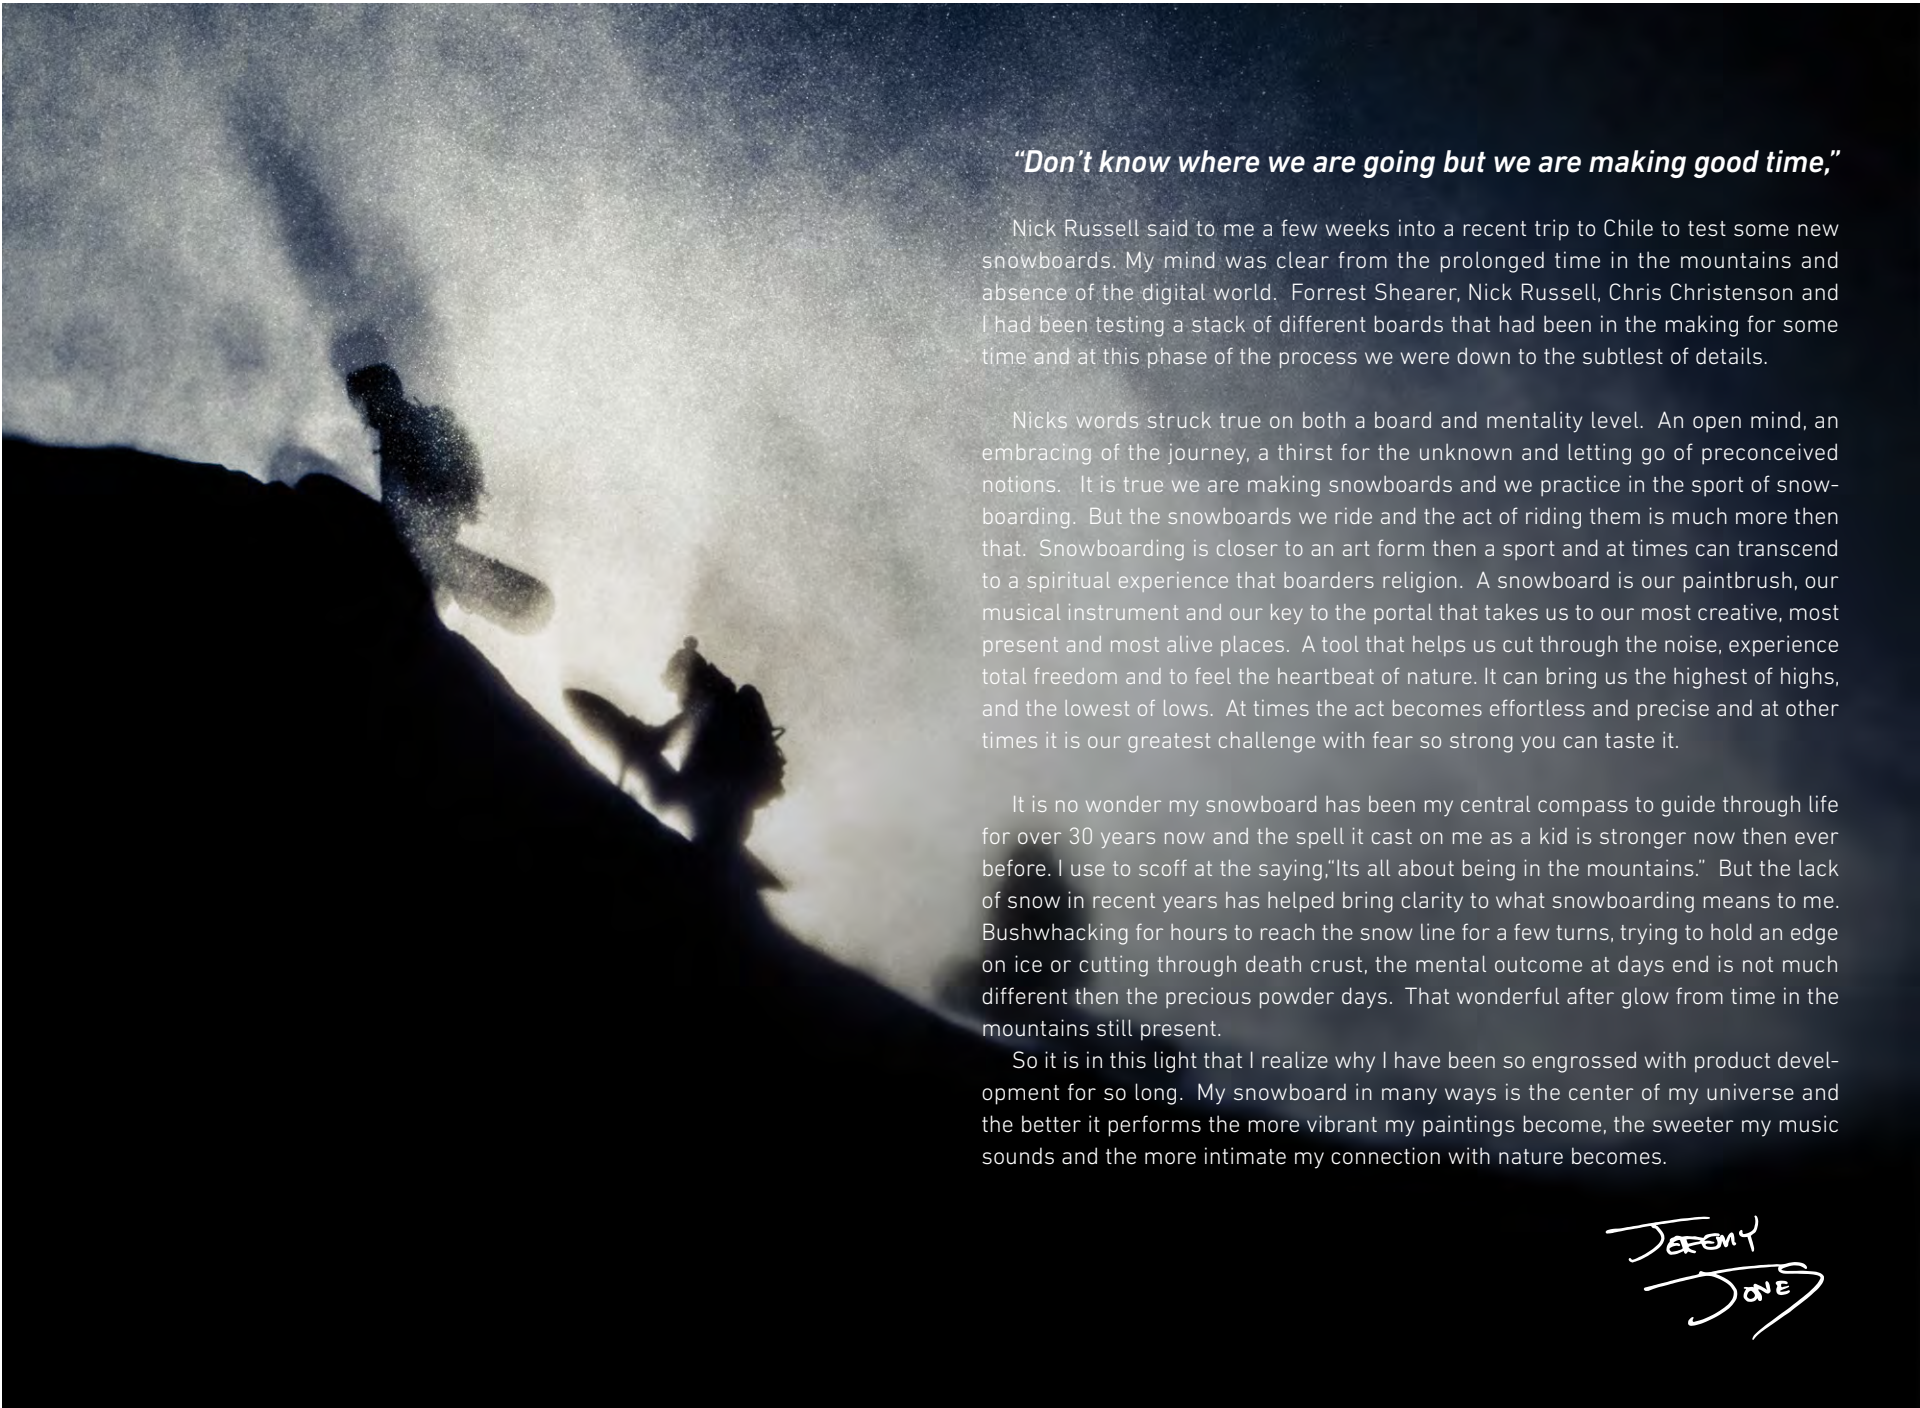 “Don’t know where we are going but we are making good time,”
Nick Russell said to me a few weeks into a recent trip to Chile to test some new
snowboards. My mind was clear from the prolonged time in the mountains and
absence of the digital world.  Forrest Shearer, Nick Russell, Chris Christenson and
I had been testing a stack of different boards that had been in the making for some
time and at this phase of the process we were down to the subtlest of details.
Nicks words struck true on both a board and mentality level.  An open mind, an
embracing of the journey, a thirst for the unknown and letting go of preconceived
notions.   It is true we are making snowboards and we practice in the sport of snow-
boarding.  But the snowboards we ride and the act of riding them is much more then
that.  Snowboarding is closer to an art form then a sport and at times can transcend
to a spiritual experience that boarders religion.  A snowboard is our paintbrush, our
musical instrument and our key to the portal that takes us to our most creative, most
present and most alive places.  A tool that helps us cut through the noise, experience
total freedom and to feel the heartbeat of nature. It can bring us the highest of highs,
and the lowest of lows.  At times the act becomes effortless and precise and at other
times it is our greatest challenge with fear so strong you can taste it.
It is no wonder my snowboard has been my central compass to guide through life
for over 30 years now and the spell it cast on me as a kid is stronger now then ever
before. I use to scoff at the saying,“Its all about being in the mountains.”  But the lack
of snow in recent years has helped bring clarity to what snowboarding means to me.
Bushwhacking for hours to reach the snow line for a few turns, trying to hold an edge
on ice or cutting through death crust, the mental outcome at days end is not much
different then the precious powder days.  That wonderful after glow from time in the
mountains still present.
So it is in this light that I realize why I have been so engrossed with product devel-
opment for so long.  My snowboard in many ways is the center of my universe and
the better it performs the more vibrant my paintings become, the sweeter my music
sounds and the more intimate my connection with nature becomes.
JEREMY
JONES